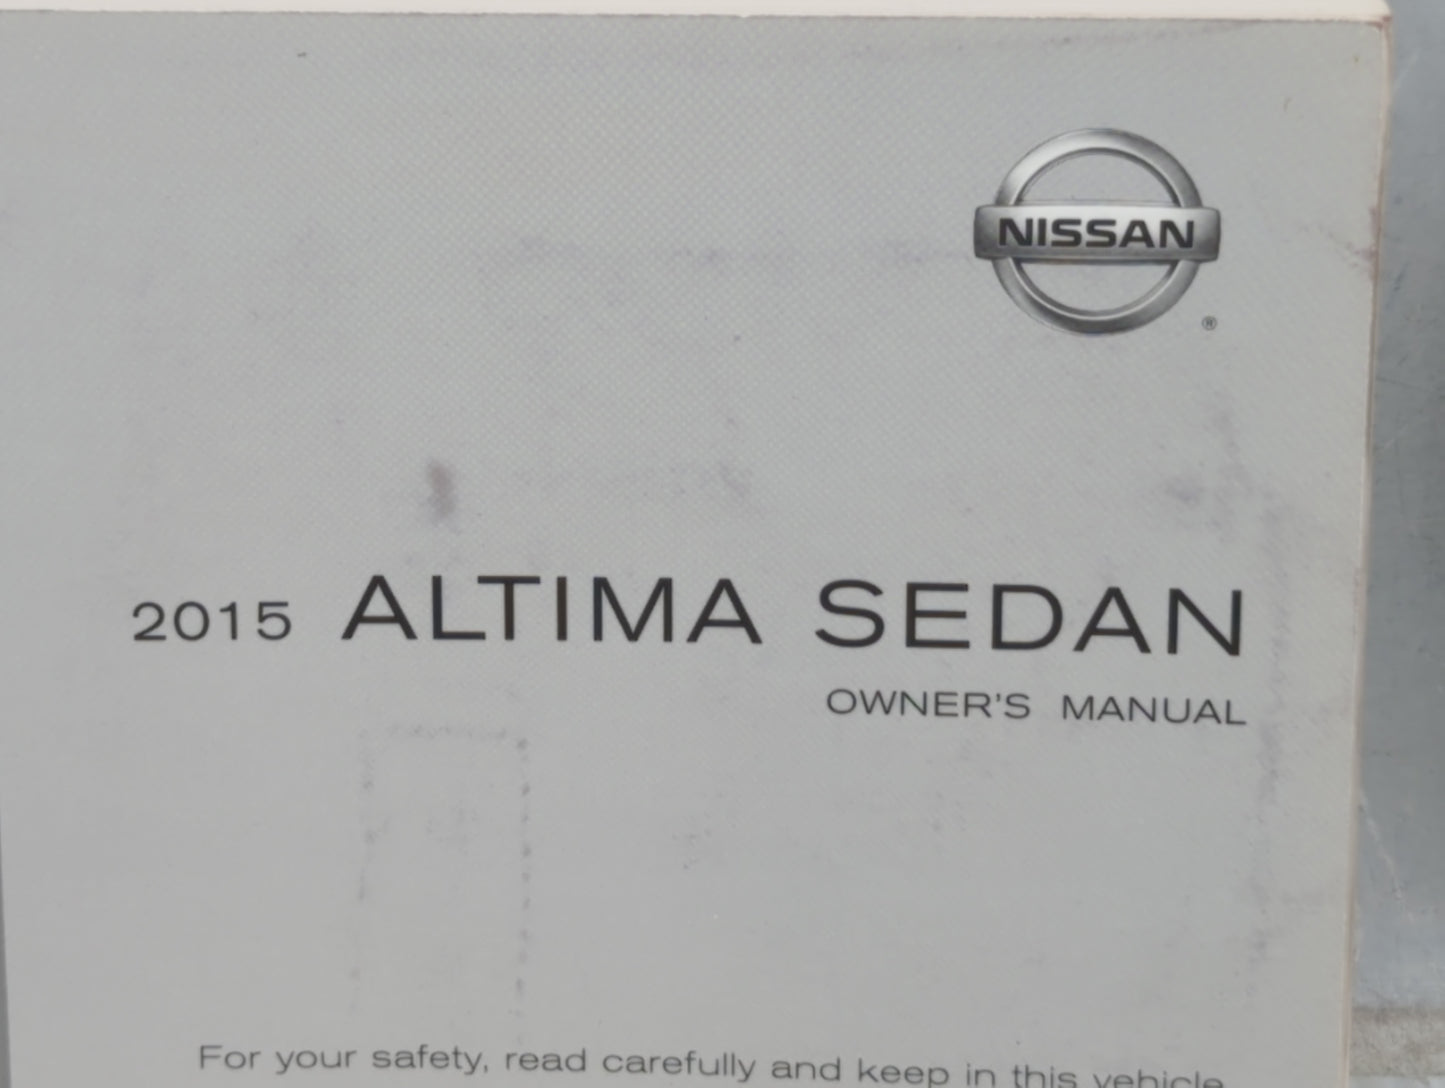 NISSAN
®
2015 ALTIMA SEDAN
OWNER'S MANUAL
For your safety, read carefully and keep in this vehicle